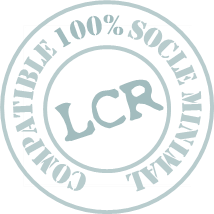 COMPATIBLE 100% SOCLE MINIMAL
LCR